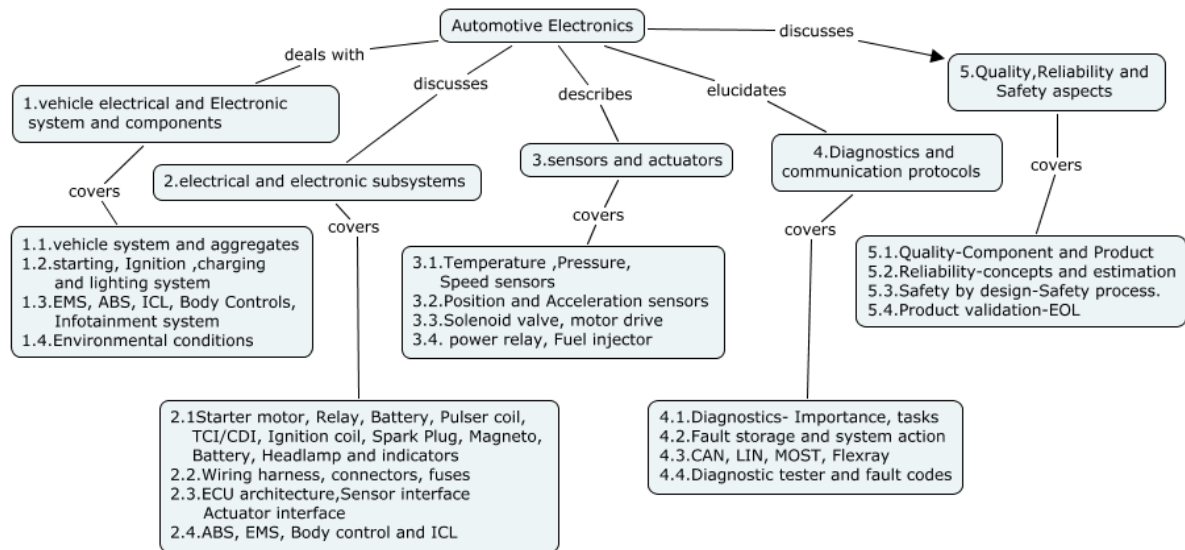 Automotive Electronics
deals with
discusses
describes
elucidates
discusses
1.vehicle electrical and Electronic
system and components
2.electrical and electronic subsystems
3.sensors and actuators
4.Diagnostics and
communication protocols
5.Quality,Reliability and
Safety aspects
covers
covers
covers
covers
covers
1.1.vehicle system and aggregates
1.2.starting, Ignition ,charging
and lighting system
1.3.EMS, ABS, ICL, Body Controls,
Infotainment system
1.4.Environmental conditions
2.1Starter motor, Relay, Battery, Pulser coil,
TCI/CDI, Ignition coil, Spark Plug, Magneto,
Battery, Headlamp and indicators
2.2.Wiring harness, connectors, fuses
2.3.ECU architecture,Sensor interface
Actuator interface
2.4.ABS, EMS, Body control and ICL
3.1.Temperature ,Pressure,
Speed sensors
3.2.Position and Acceleration sensors
3.3.Solenoid valve, motor drive
3.4. power relay, Fuel injector
4.1.Diagnostics- Importance, tasks
4.2.Fault storage and system action
4.3.CAN, LIN, MOST, Flexray
4.4.Diagnostic tester and fault codes
5.1.Quality-Component and Product
5.2.Reliability-concepts and estimation
5.3.Safety by design-Safety process.
5.4.Product validation-EOL